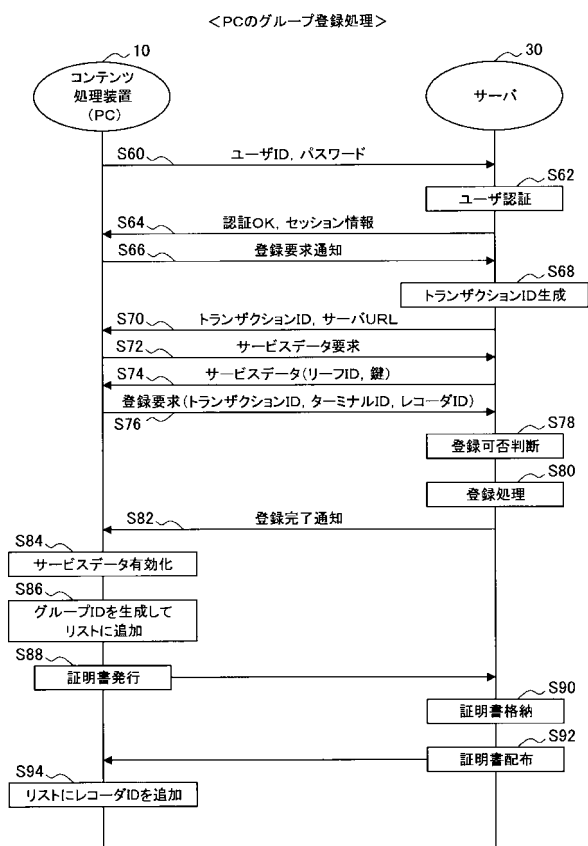 ＜PCのグループ登録処理＞
10
30
コンテンツ
処理装置
(PC)
サーバ
S60
ユーザID，パスワード
S62
ユーザ認証
S64
認証OK，セッション情報
S66
登録要求通知
S68
トランザクションID生成
S70
トランザクションID，サーバURL
S72
サービスデータ要求
S74
サービスデータ(リーフID，鍵)
登録要求(トランザクションID，ターミナルID，レコーダID)
S76
S78
登録可否判断
S80
登録処理
S82
登録完了通知
S84
サービスデータ有効化
S86
グループIDを生成して
リストに追加
S88
証明書発行
S90
証明書格納
S92
証明書配布
S94
リストにレコーダIDを追加